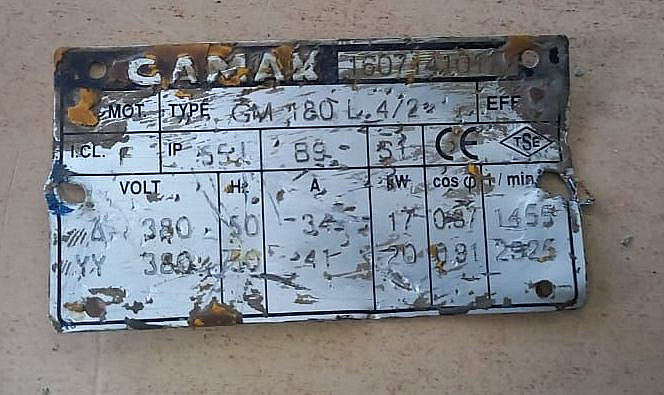 GAMAK
MOT TYPE GM 180 L 4/2 EFF
I.CL. F IP 55 B9 S1 CE TSE
VOLT Hz A kW cos φ r/min
Δ 380 50 34 17 0.87 1455
YY 380 50 41 20 0.81 2925